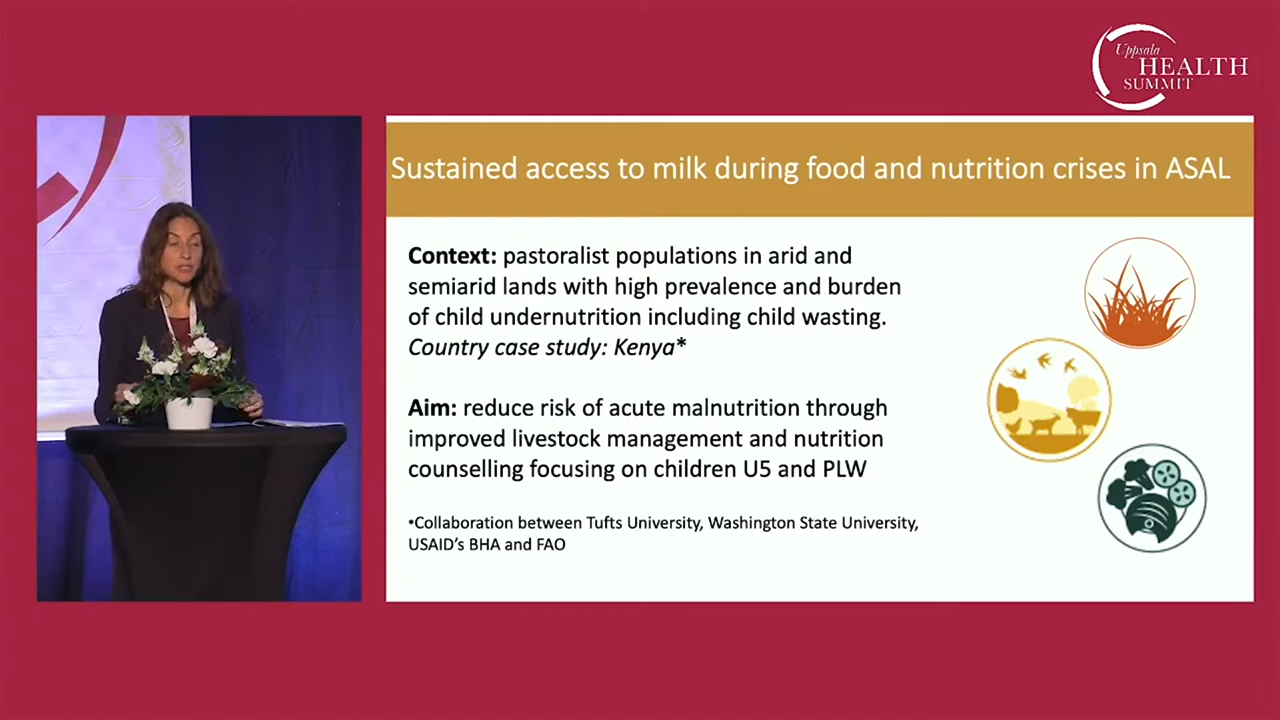 Uppsala
HEALTH
SUMMIT
Sustained access to milk during food and nutrition crises in ASAL
Context: pastoralist populations in arid and
semiarid lands with high prevalence and burden
of child undernutrition including child wasting.
Country case study: Kenya*
Aim: reduce risk of acute malnutrition through
improved livestock management and nutrition
counselling focusing on children U5 and PLW
•Collaboration between Tufts University, Washington State University,
USAID's BHA and FAO